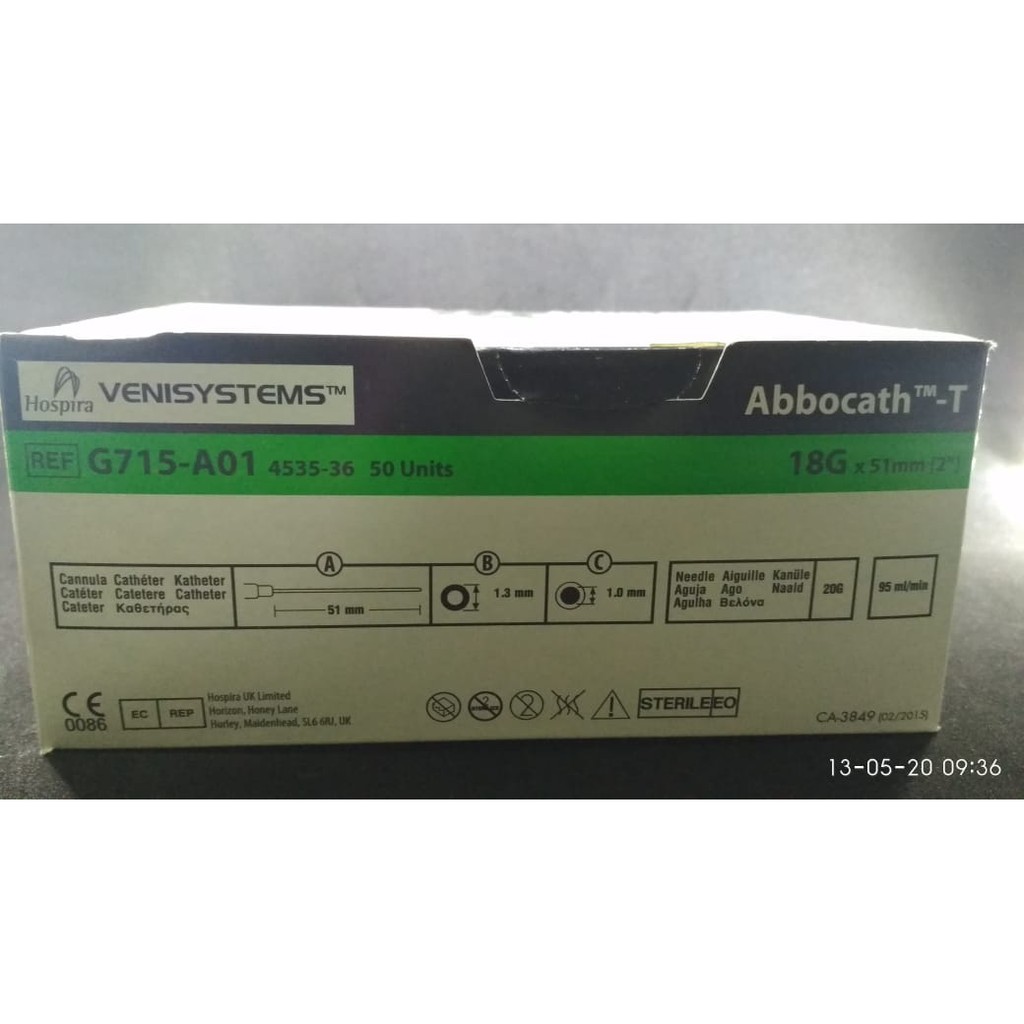 Hospira VENISYSTEMS™
Abbocath™-T
REF G715-A01 4535-36 50 Units
18G x 51mm (2")
Cannula Cathéter Katheter
Catéter Catetere Catheter
Cateter Καθετήρας
A
51 mm
B
1.3 mm
C
1.0 mm
Needle Aiguille Kanüle
Aguja Ago Naald
Agulha Βελόνα
20G
95 ml/min
CE
0086
EC REP
Hospira UK Limited
Horizon, Honey Lane
Hurley, Maidenhead, SL6 6RJ, UK
2
2
STERILE EO
CA-3849 (02/2015)
13-05-20 09:36